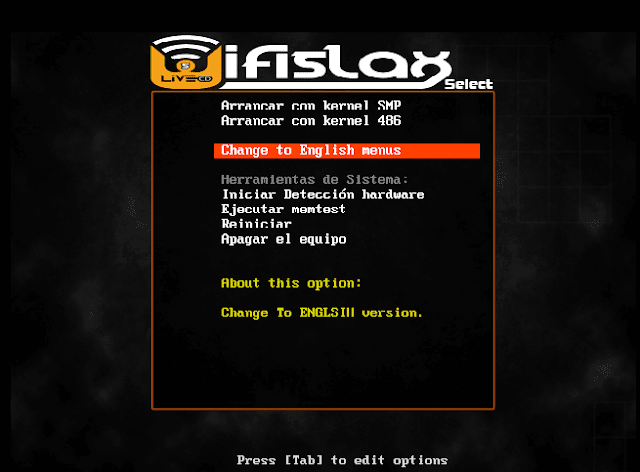 wifislax
LiVE CD
Select
Arrancar con kernel SMP
Arrancar con kernel 486
Change to English menus
Herramientas de Sistema:
Iniciar Detección hardware
Ejecutar memtest
Reiniciar
Apagar el equipo
About this option:
Change To ENGLSIH version.
Press [Tab] to edit options